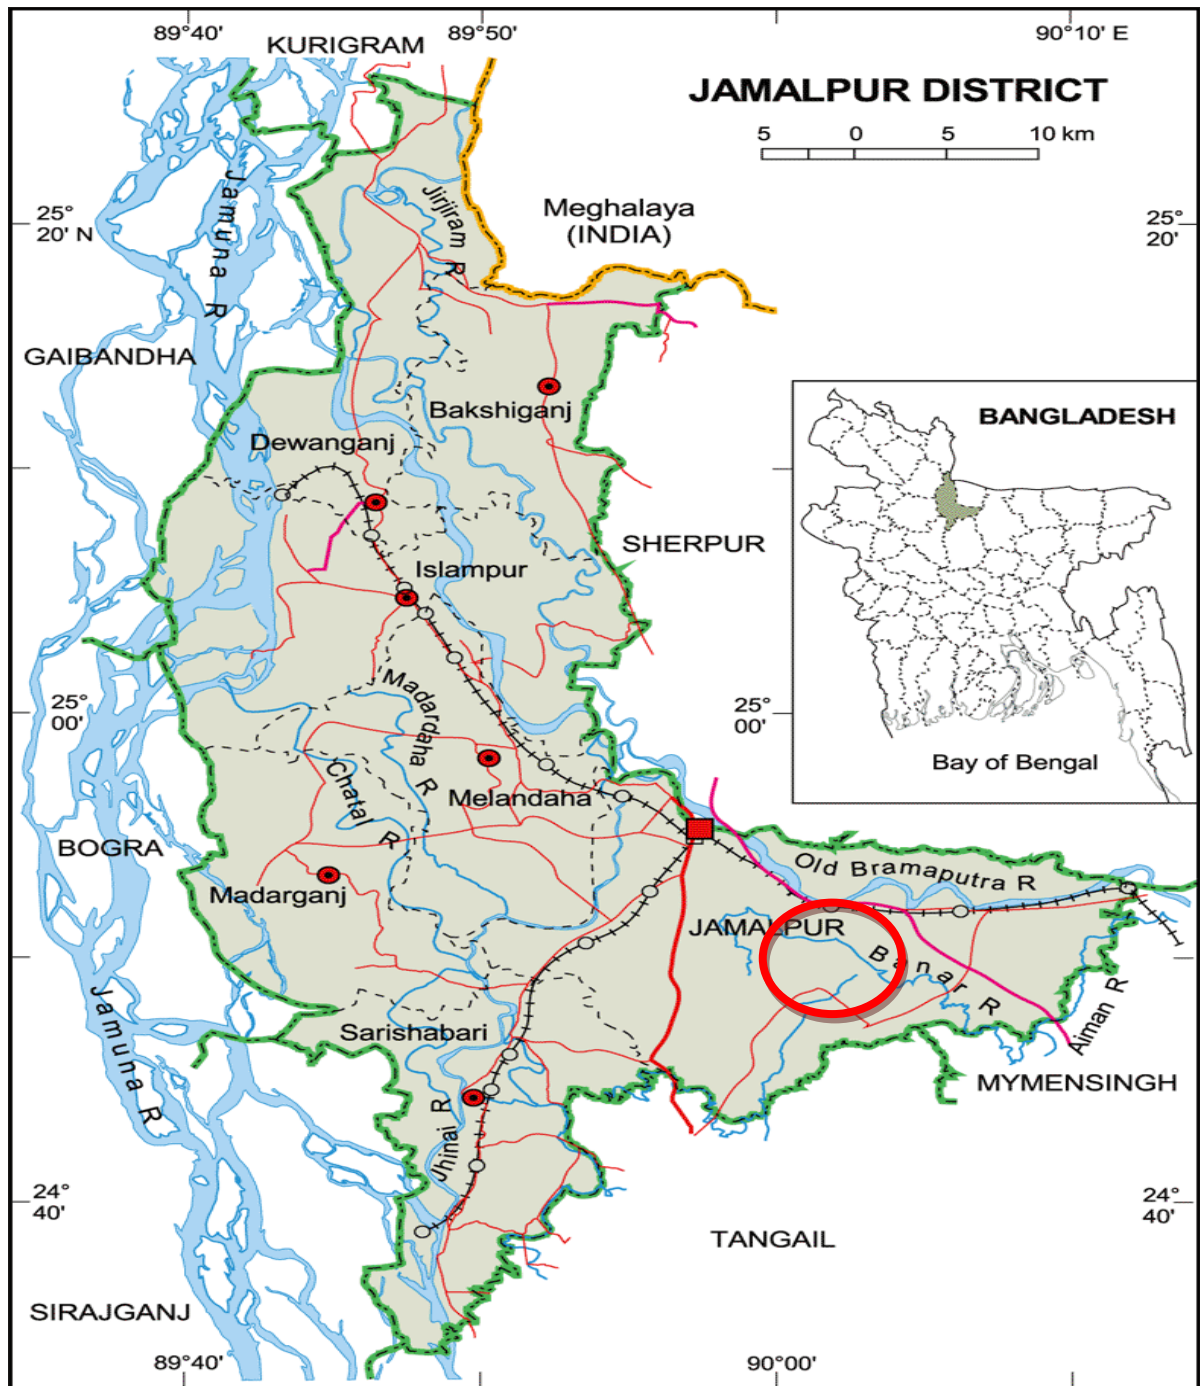 89°40'
89°50'
90°10' E
KURIGRAM
JAMALPUR DISTRICT
5 0 5 10 km
Jamuna R
Jirjiram R
Meghalaya
(INDIA)
25°
20' N
25°
20'
GAIBANDHA
Bakshiganj
Dewanganj
BANGLADESH
SHERPUR
Islampur
Madardaha R
25°
00'
25°
00'
Bay of Bengal
Chatal R
Melandaha
BOGRA
Old Bramaputra R
Madarganj
JAMALPUR
Banar R
Jamuna R
Sarishabari
Aiman R
MYMENSINGH
Jhinai R
24°
40'
24°
40'
TANGAIL
SIRAJGANJ
89°40'
90°00'